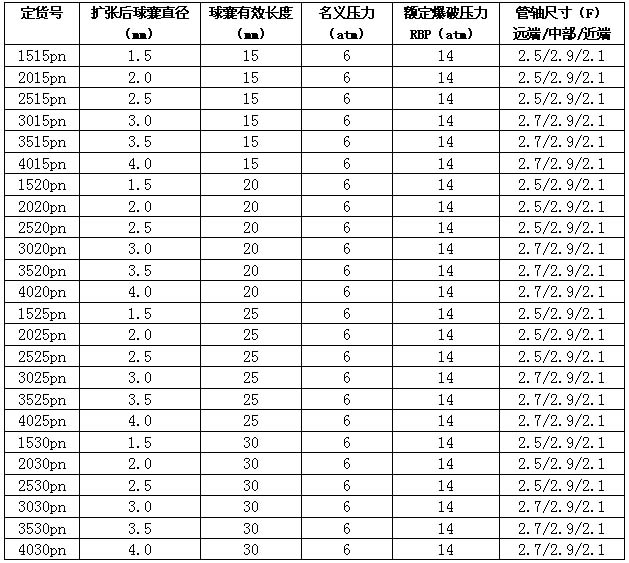 定货号 扩张后球囊直径 球囊有效长度 名义压力 额定爆破压力 管轴尺寸（F）
（mm） （mm） （atm） RBP（atm） 远端/中部/近端
1515pn 1.5 15 6 14 2.5/2.9/2.1
2015pn 2.0 15 6 14 2.5/2.9/2.1
2515pn 2.5 15 6 14 2.5/2.9/2.1
3015pn 3.0 15 6 14 2.7/2.9/2.1
3515pn 3.5 15 6 14 2.7/2.9/2.1
4015pn 4.0 15 6 14 2.7/2.9/2.1
1520pn 1.5 20 6 14 2.5/2.9/2.1
2020pn 2.0 20 6 14 2.5/2.9/2.1
2520pn 2.5 20 6 14 2.5/2.9/2.1
3020pn 3.0 20 6 14 2.7/2.9/2.1
3520pn 3.5 20 6 14 2.7/2.9/2.1
4020pn 4.0 20 6 14 2.7/2.9/2.1
1525pn 1.5 25 6 14 2.5/2.9/2.1
2025pn 2.0 25 6 14 2.5/2.9/2.1
2525pn 2.5 25 6 14 2.5/2.9/2.1
3025pn 3.0 25 6 14 2.7/2.9/2.1
3525pn 3.5 25 6 14 2.7/2.9/2.1
4025pn 4.0 25 6 14 2.7/2.9/2.1
1530pn 1.5 30 6 14 2.5/2.9/2.1
2030pn 2.0 30 6 14 2.5/2.9/2.1
2530pn 2.5 30 6 14 2.5/2.9/2.1
3030pn 3.0 30 6 14 2.7/2.9/2.1
3530pn 3.5 30 6 14 2.7/2.9/2.1
4030pn 4.0 30 6 14 2.7/2.9/2.1